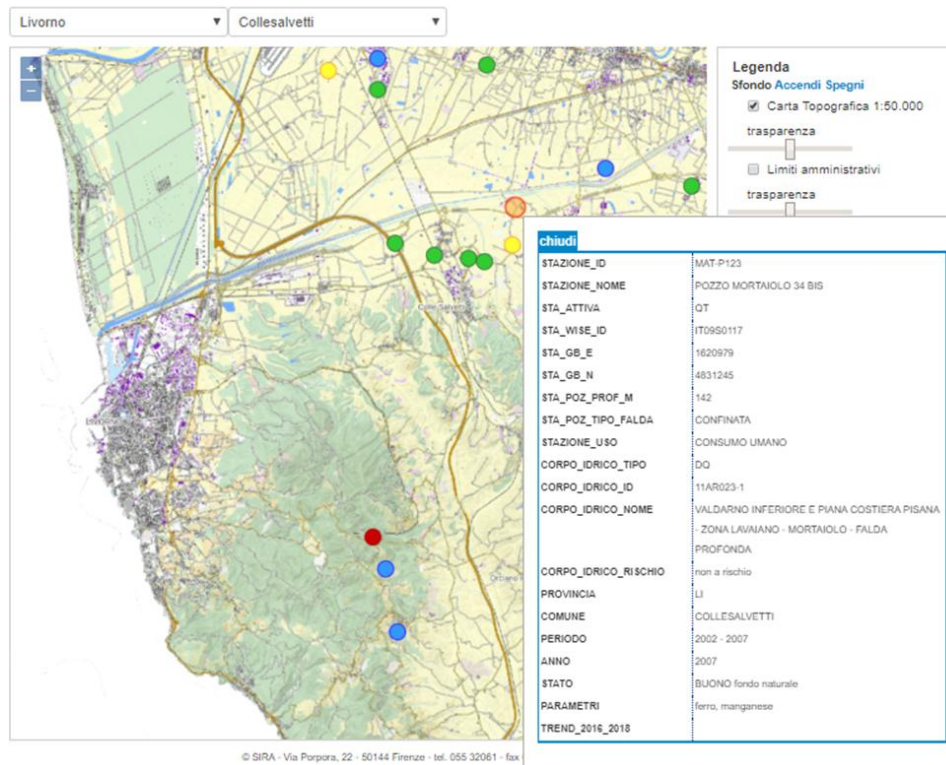 Livorno
Collesalvetti
+
−
Legenda
Sfondo Accendi Spegni
Carta Topografica 1:50.000
trasparenza
Limiti amministrativi
trasparenza
chiudi
STAZIONE_ID MAT-P123
STAZIONE_NOME POZZO MORTAIOLO 34 BIS
STA_ATTIVA QT
STA_WISE_ID IT09S0117
STA_GB_E 1620979
STA_GB_N 4831245
STA_POZ_PROF_M 142
STA_POZ_TIPO_FALDA CONFINATA
STAZIONE_USO CONSUMO UMANO
CORPO_IDRICO_TIPO DQ
CORPO_IDRICO_ID 11AR023-1
CORPO_IDRICO_NOME VALDARNO INFERIORE E PIANA COSTIERA PISANA
- ZONA LAVAIANO - MORTAIOLO - FALDA
PROFONDA
CORPO_IDRICO_RISCHIO non a rischio
PROVINCIA LI
COMUNE COLLESALVETTI
PERIODO 2002 - 2007
ANNO 2007
STATO BUONO fondo naturale
PARAMETRI ferro, manganese
TREND_2016_2018
© SIRA - Via Porpora, 22 - 50144 Firenze - tel. 055 32061 - fax